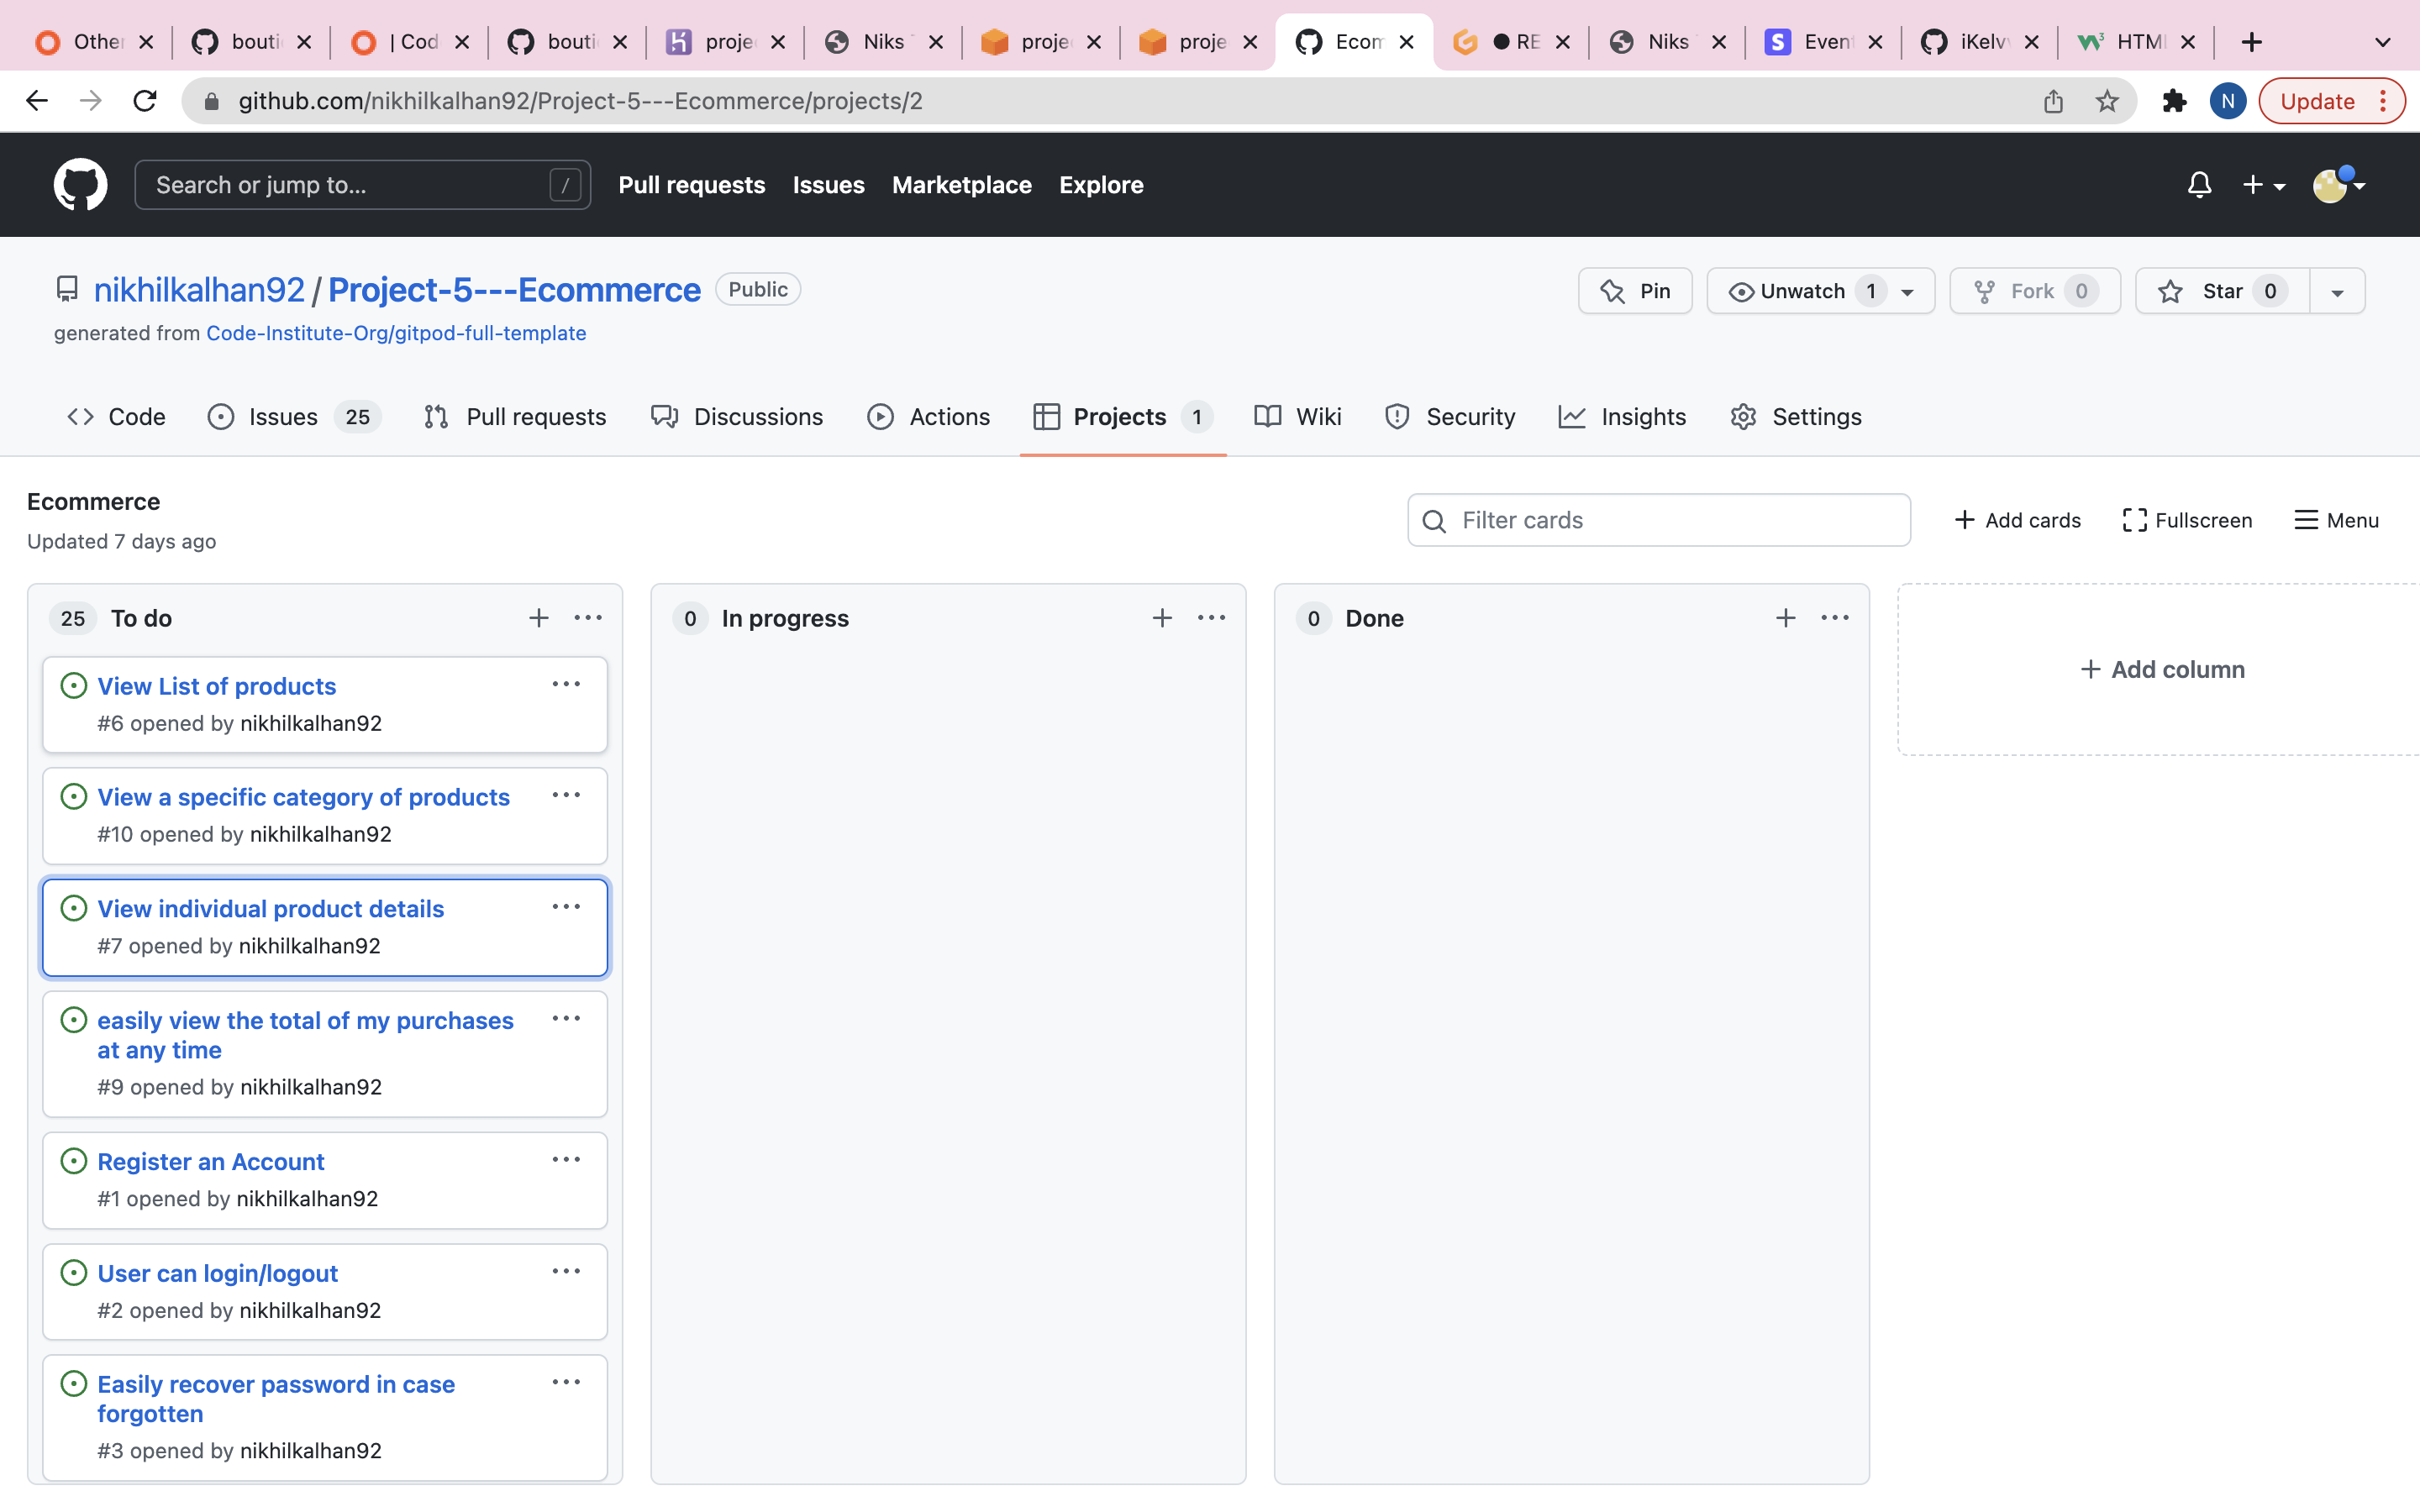 Other
bouti
| Cod
bouti
proje
Niks
proje
proje
Ecom
RE
Niks
Even
iKelv
HTM
github.com/nikhilkalhan92/Project-5---Ecommerce/projects/2
N
Update
Search or jump to...
/
Pull requests
Issues
Marketplace
Explore
nikhilkalhan92 / Project-5---Ecommerce
Public
Pin
Unwatch 1
Fork 0
Star 0
generated from Code-Institute-Org/gitpod-full-template
Code
Issues 25
Pull requests
Discussions
Actions
Projects 1
Wiki
Security
Insights
Settings
Ecommerce
Updated 7 days ago
Filter cards
Add cards
Fullscreen
Menu
25 To do
View List of products
#6 opened by nikhilkalhan92
View a specific category of products
#10 opened by nikhilkalhan92
View individual product details
#7 opened by nikhilkalhan92
easily view the total of my purchases
at any time
#9 opened by nikhilkalhan92
Register an Account
#1 opened by nikhilkalhan92
User can login/logout
#2 opened by nikhilkalhan92
Easily recover password in case
forgotten
#3 opened by nikhilkalhan92
0 In progress
0 Done
Add column